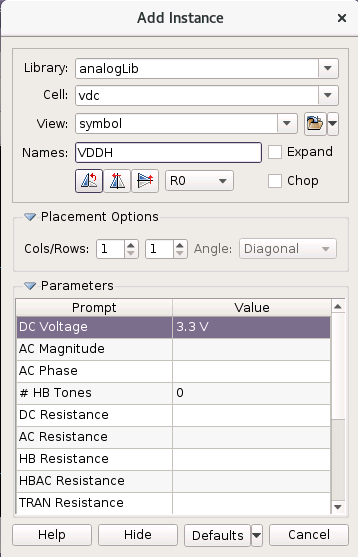 Add Instance
Library: analogLib
Cell: vdc
View: symbol
Names: VDDH Expand
R0 Chop
Placement Options
Cols/Rows: 1 1 Angle: Diagonal
Parameters
Prompt Value
DC Voltage 3.3 V
AC Magnitude
AC Phase
# HB Tones 0
DC Resistance
AC Resistance
HB Resistance
HBAC Resistance
TRAN Resistance
Help Hide Defaults Cancel